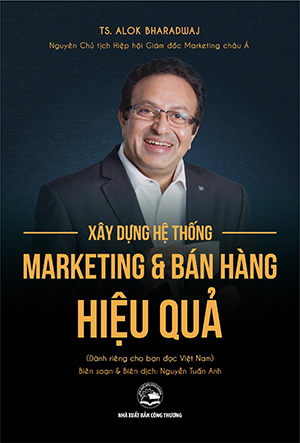 TS. ALOK BHARADWAJ
Nguyên Chủ tịch Hiệp hội Giám đốc Marketing châu Á
XÂY DỰNG HỆ THỐNG
MARKETING & BÁN HÀNG
HIỆU QUẢ
(Dành riêng cho bạn đọc Việt Nam)
Biên soạn & Biên dịch: Nguyễn Tuấn Anh
NHÀ XUẤT BẢN CÔNG THƯƠNG